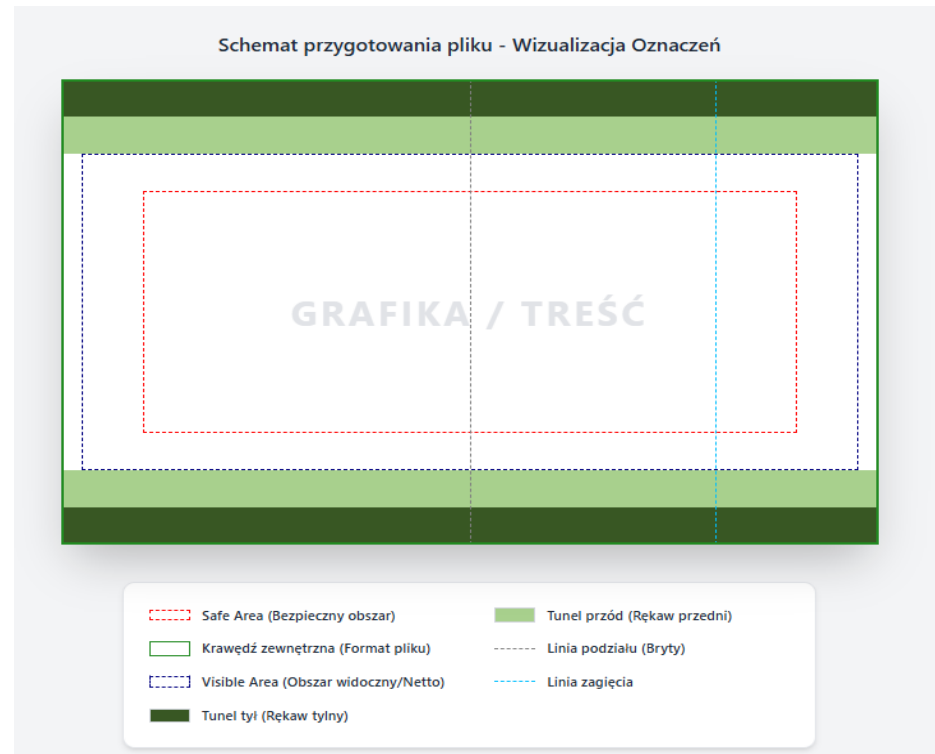 Schemat przygotowania pliku - Wizualizacja Oznaczeń
GRAFIKA / TREŚĆ
Safe Area (Bezpieczny obszar)
Krawędź zewnętrzna (Format pliku)
Visible Area (Obszar widoczny/Netto)
Tunel tył (Rękaw tylny)
Tunel przód (Rękaw przedni)
Linia podziału (Bryty)
Linia zagięcia